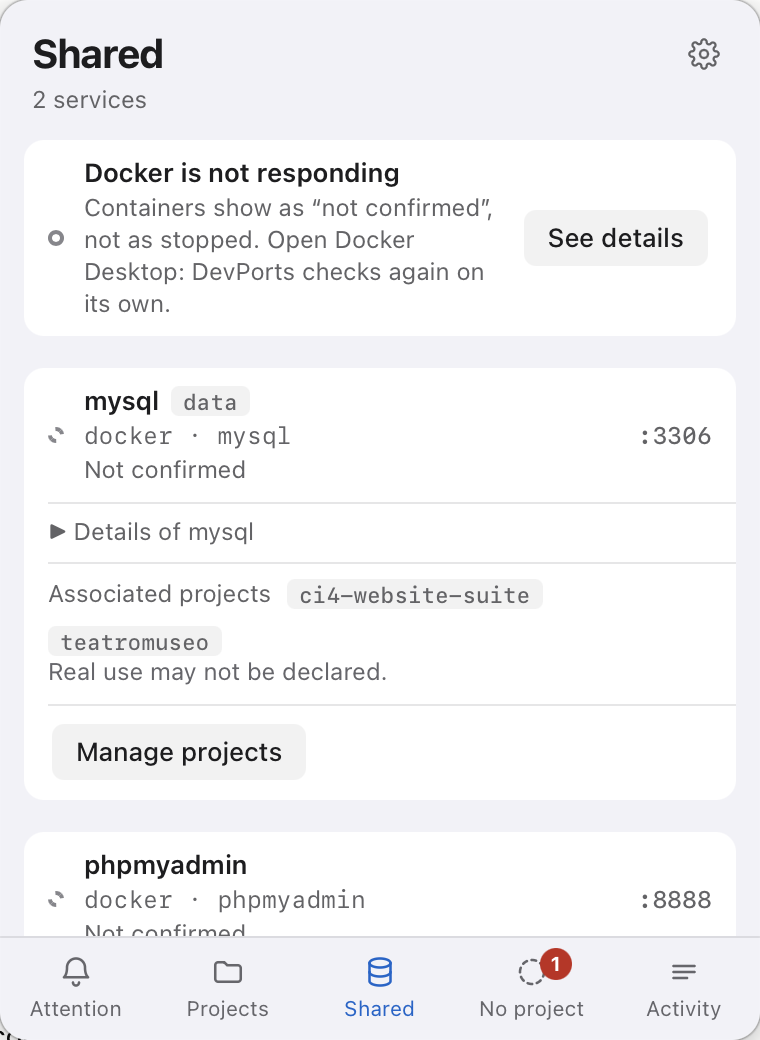 Shared
2 services
Docker is not responding
Containers show as “not confirmed”,
not as stopped. Open Docker
Desktop: DevPorts checks again on
its own.
See details
mysql data
docker · mysql :3306
Not confirmed
▶ Details of mysql
Associated projects ci4-website-suite
teatromuseo
Real use may not be declared.
Manage projects
phpmyadmin
docker · phpmyadmin :8888
Not confirmed
1
Attention Projects Shared No project Activity